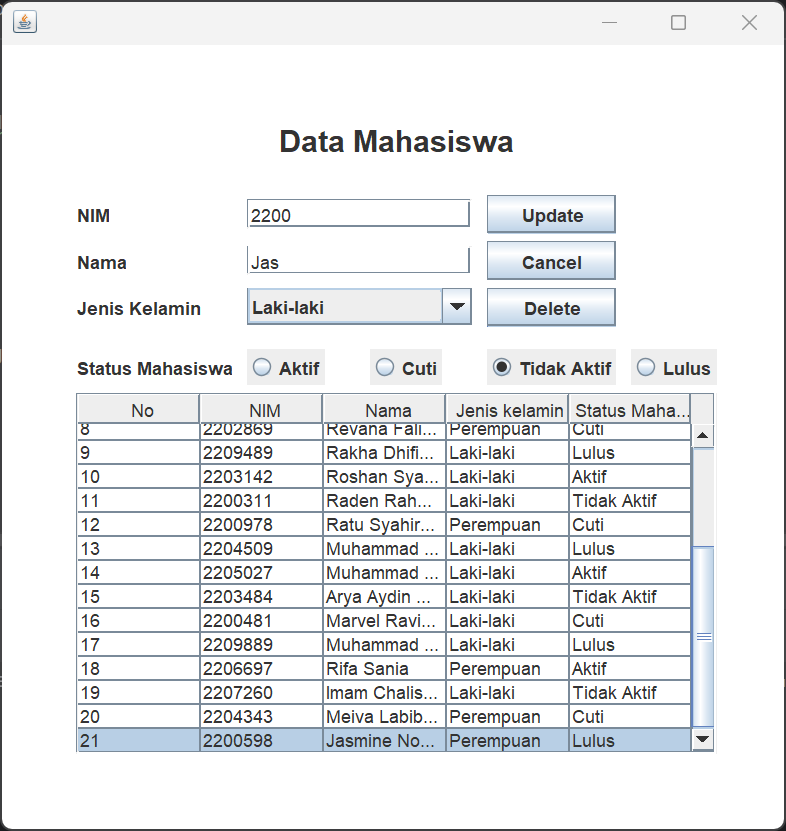 Data Mahasiswa
NIM 2200 Update
Nama Jas Cancel
Jenis Kelamin Laki-laki Delete
Status Mahasiswa Aktif Cuti Tidak Aktif Lulus
No NIM Nama Jenis kelamin Status Maha...
8 2202869 Revana Fali... Perempuan Cuti
9 2209489 Rakha Dhifi... Laki-laki Lulus
10 2203142 Roshan Sya... Laki-laki Aktif
11 2200311 Raden Rah... Laki-laki Tidak Aktif
12 2200978 Ratu Syahir... Perempuan Cuti
13 2204509 Muhammad ... Laki-laki Lulus
14 2205027 Muhammad ... Laki-laki Aktif
15 2203484 Arya Aydin ... Laki-laki Tidak Aktif
16 2200481 Marvel Ravi... Laki-laki Cuti
17 2209889 Muhammad ... Laki-laki Lulus
18 2206697 Rifa Sania Perempuan Aktif
19 2207260 Imam Chalis... Laki-laki Tidak Aktif
20 2204343 Meiva Labib... Perempuan Cuti
21 2200598 Jasmine No... Perempuan Lulus